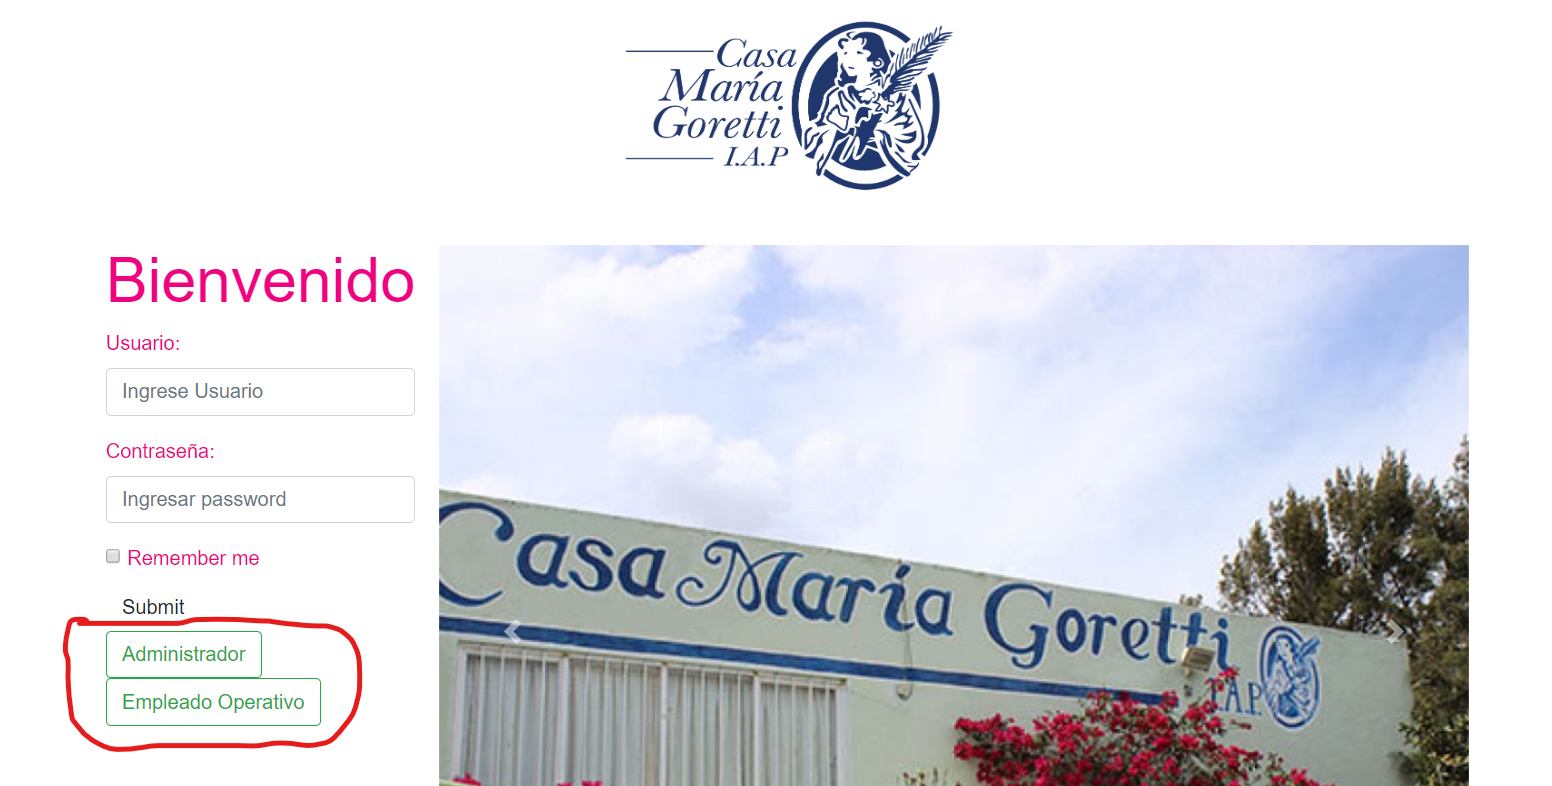 Casa
María
Goretti
I.A.P
Bienvenido
Usuario:
Ingrese Usuario
Contraseña:
Ingresar password
Remember me
Submit
Administrador
Empleado Operativo
Casa María Goretti
I.A.P.